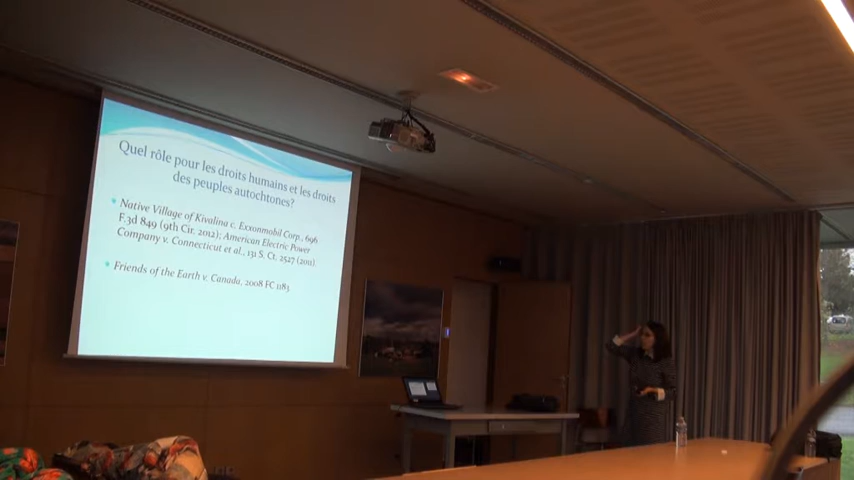 Quel rôle pour les droits humains et les droits
des peuples autochtones?
Native Village of Kivalina c. Exxonmobil Corp., 696
F.3d 849 (9th Cir. 2012); American Electric Power
Company v. Connecticut et al., 131 S. Ct. 2527 (2011).
Friends of the Earth v. Canada, 2008 FC 1183